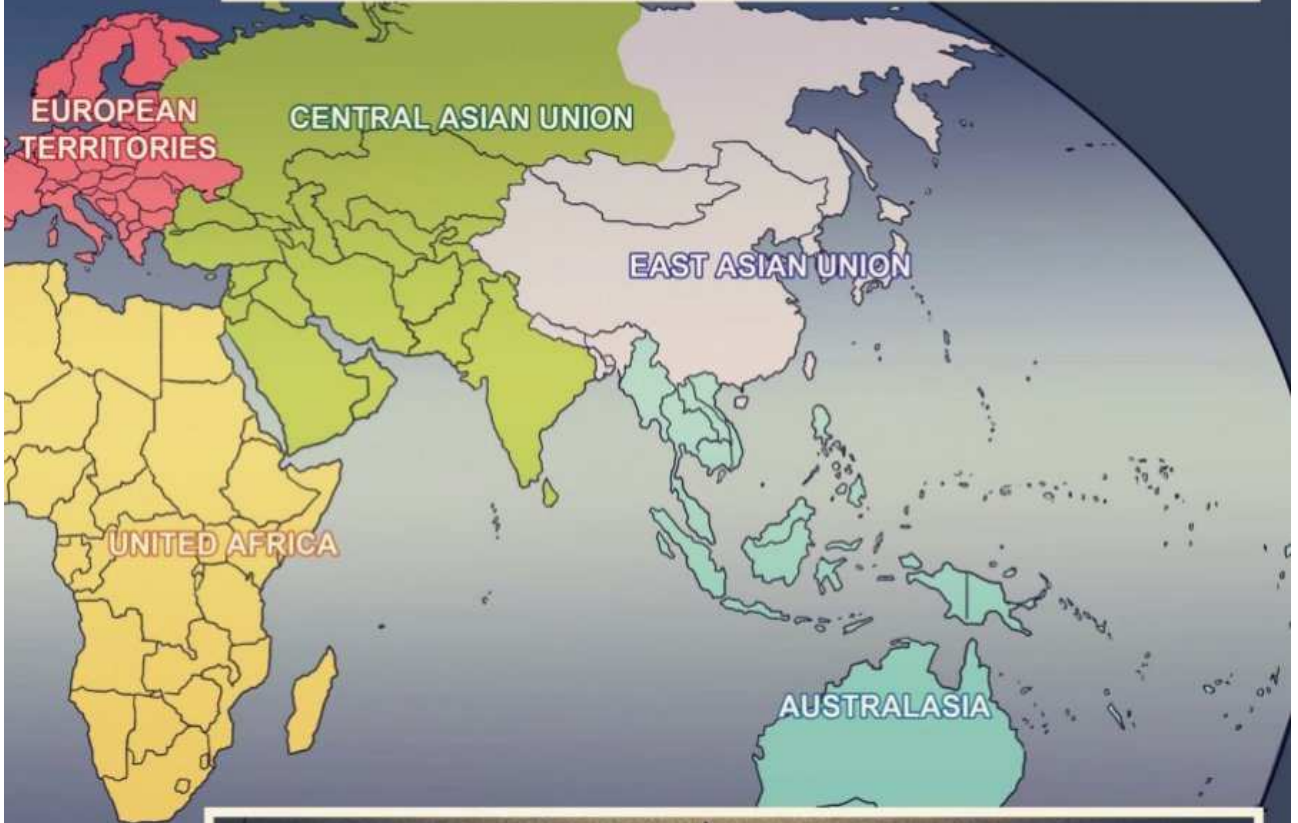 EUROPEAN
TERRITORIES
CENTRAL ASIAN UNION
EAST ASIAN UNION
UNITED AFRICA
AUSTRALASIA